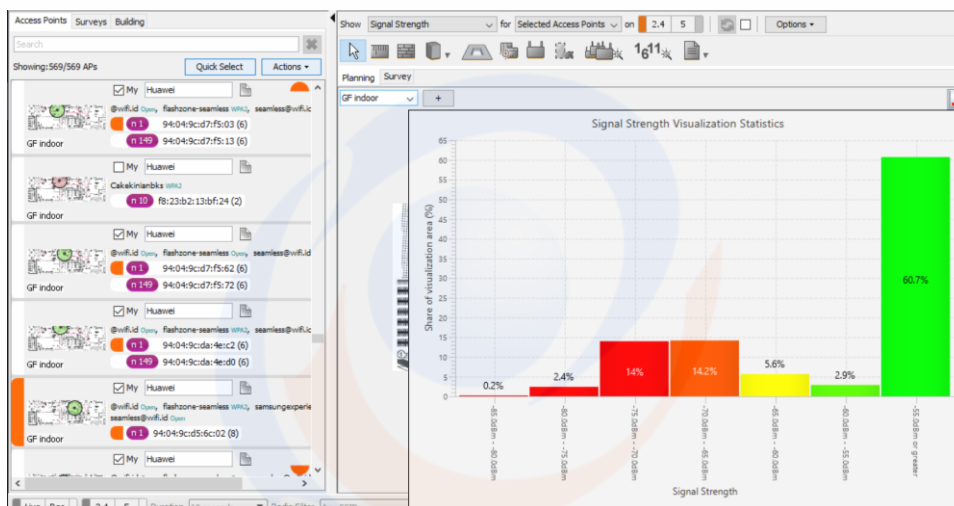 Access Points Surveys Building
Search
Showing:569/569 APs Quick Select Actions
My Huawei
@wifi.id Open, flashzone-seamless WPA2, seamless@wifi.id
n 1 94:04:9c:d7:f5:03 (6)
n 149 94:04:9c:d7:f5:13 (6)
GF indoor
My Huawei
Cakakinianbks WPA2
n 10 f8:23:b2:13:bf:24 (2)
GF indoor
My Huawei
@wifi.id Open, flashzone-seamless Open, seamless@wifi.id
n 1 94:04:9c:d7:f5:62 (6)
n 149 94:04:9c:d7:f5:72 (6)
GF indoor
My Huawei
@wifi.id Open, flashzone-seamless WPA2, seamless@wifi.id
n 1 94:04:9c:da:4e:c2 (6)
n 149 94:04:9c:da:4e:d0 (6)
GF indoor
My Huawei
@wifi.id Open, flashzone-seamless WPA2, samsungexperie
seamless@wifi.id Open
n 1 94:04:9c:d5:6c:02 (8)
GF indoor
My Huawei
Show Signal Strength for Selected Access Points on 2.4 5 Options
1 6 11
Planning Survey
GF indoor +
Signal Strength Visualization Statistics
Share of visualization area (%)
65
60
55
50
45
40
35
30
25
20
15
10
5
0
0.2%
2.4%
14%
14.2%
5.6%
2.9%
60.7%
-85.0dBm - -80.0dBm
-80.0dBm - -75.0dBm
-75.0dBm - -70.0dBm
-70.0dBm - -65.0dBm
-65.0dBm - -60.0dBm
-60.0dBm - -55.0dBm
-55.0dBm or greater
Signal Strength